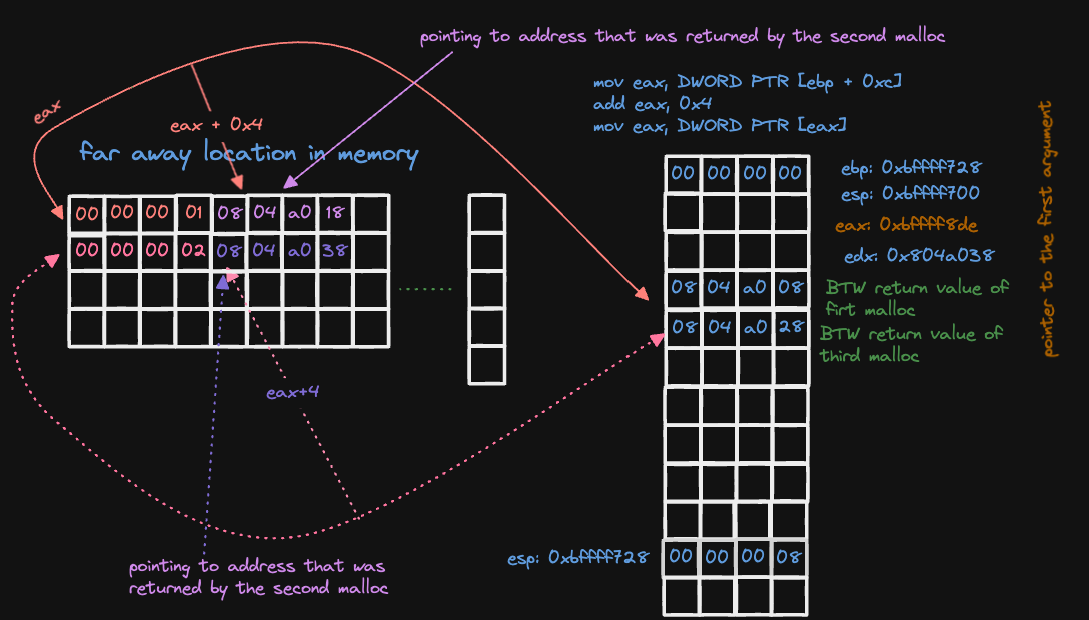 pointing to address that was returned by the second malloc
mov eax, DWORD PTR [ebp + 0xc]
add eax, 0x4
mov eax, DWORD PTR [eax]
eax
eax + 0x4
far away location in memory
00 00 00 01 08 04 a0 18
00 00 00 02 08 04 a0 38
eax+4
pointing to address that was
returned by the second malloc
00 00 00 00
08 04 a0 08
08 04 a0 28
esp: 0xbffff728
00 00 00 08
ebp: 0xbffff728
esp: 0xbffff700
eax: 0xbffff8de
edx: 0x804a038
BTW return value of
firt malloc
BTW return value of
third malloc
pointer to the first argument